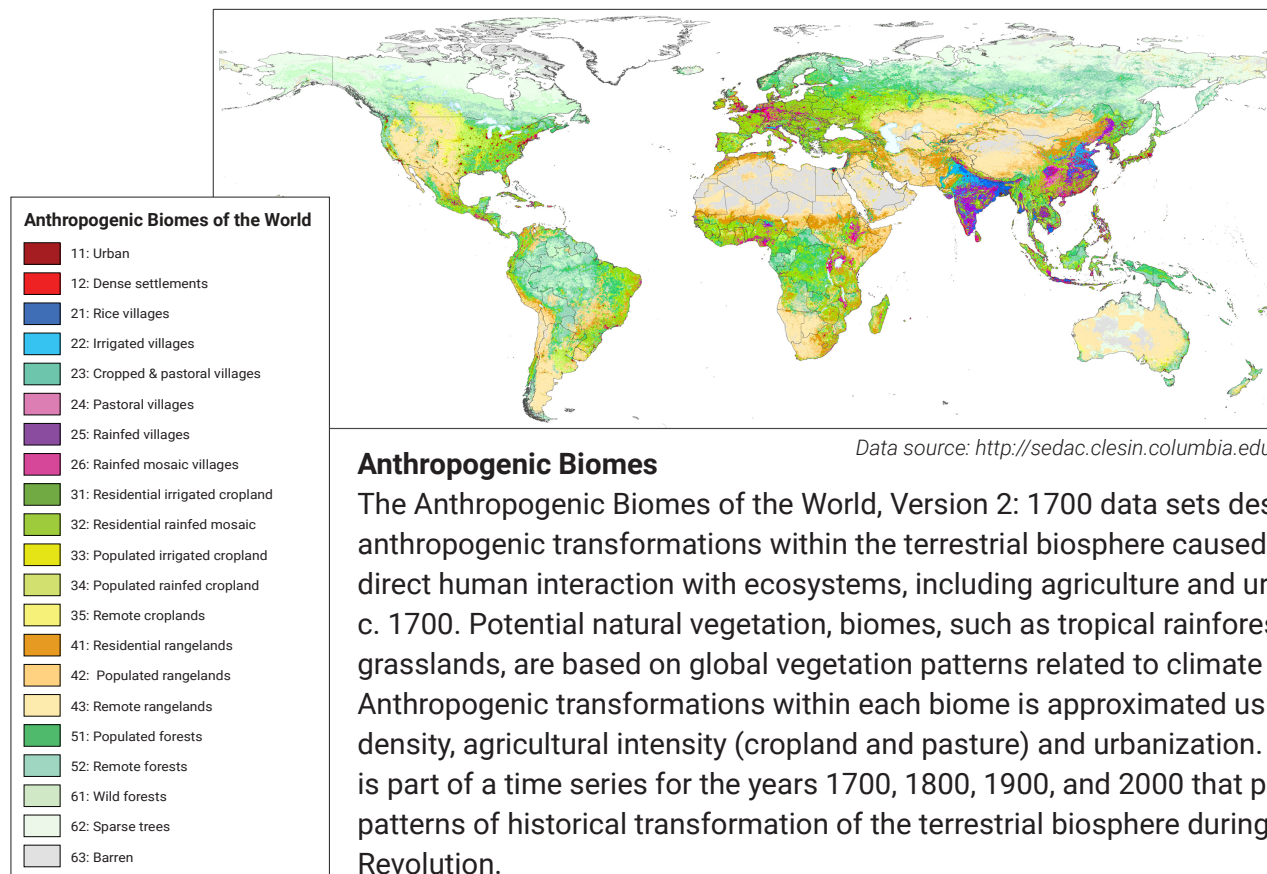 Anthropogenic Biomes of the World
11: Urban
12: Dense settlements
21: Rice villages
22: Irrigated villages
23: Cropped & pastoral villages
24: Pastoral villages
25: Rainfed villages
26: Rainfed mosaic villages
31: Residential irrigated cropland
32: Residential rainfed mosaic
33: Populated irrigated cropland
34: Populated rainfed cropland
35: Remote croplands
41: Residential rangelands
42: Populated rangelands
43: Remote rangelands
51: Populated forests
52: Remote forests
61: Wild forests
62: Sparse trees
63: Barren
Data source: http://sedac.clesin.columbia.edu
Anthropogenic Biomes
The Anthropogenic Biomes of the World, Version 2: 1700 data sets des
anthropogenic transformations within the terrestrial biosphere caused
direct human interaction with ecosystems, including agriculture and ur
c. 1700. Potential natural vegetation, biomes, such as tropical rainfores
grasslands, are based on global vegetation patterns related to climate
Anthropogenic transformations within each biome is approximated us
density, agricultural intensity (cropland and pasture) and urbanization.
is part of a time series for the years 1700, 1800, 1900, and 2000 that p
patterns of historical transformation of the terrestrial biosphere during
Revolution.